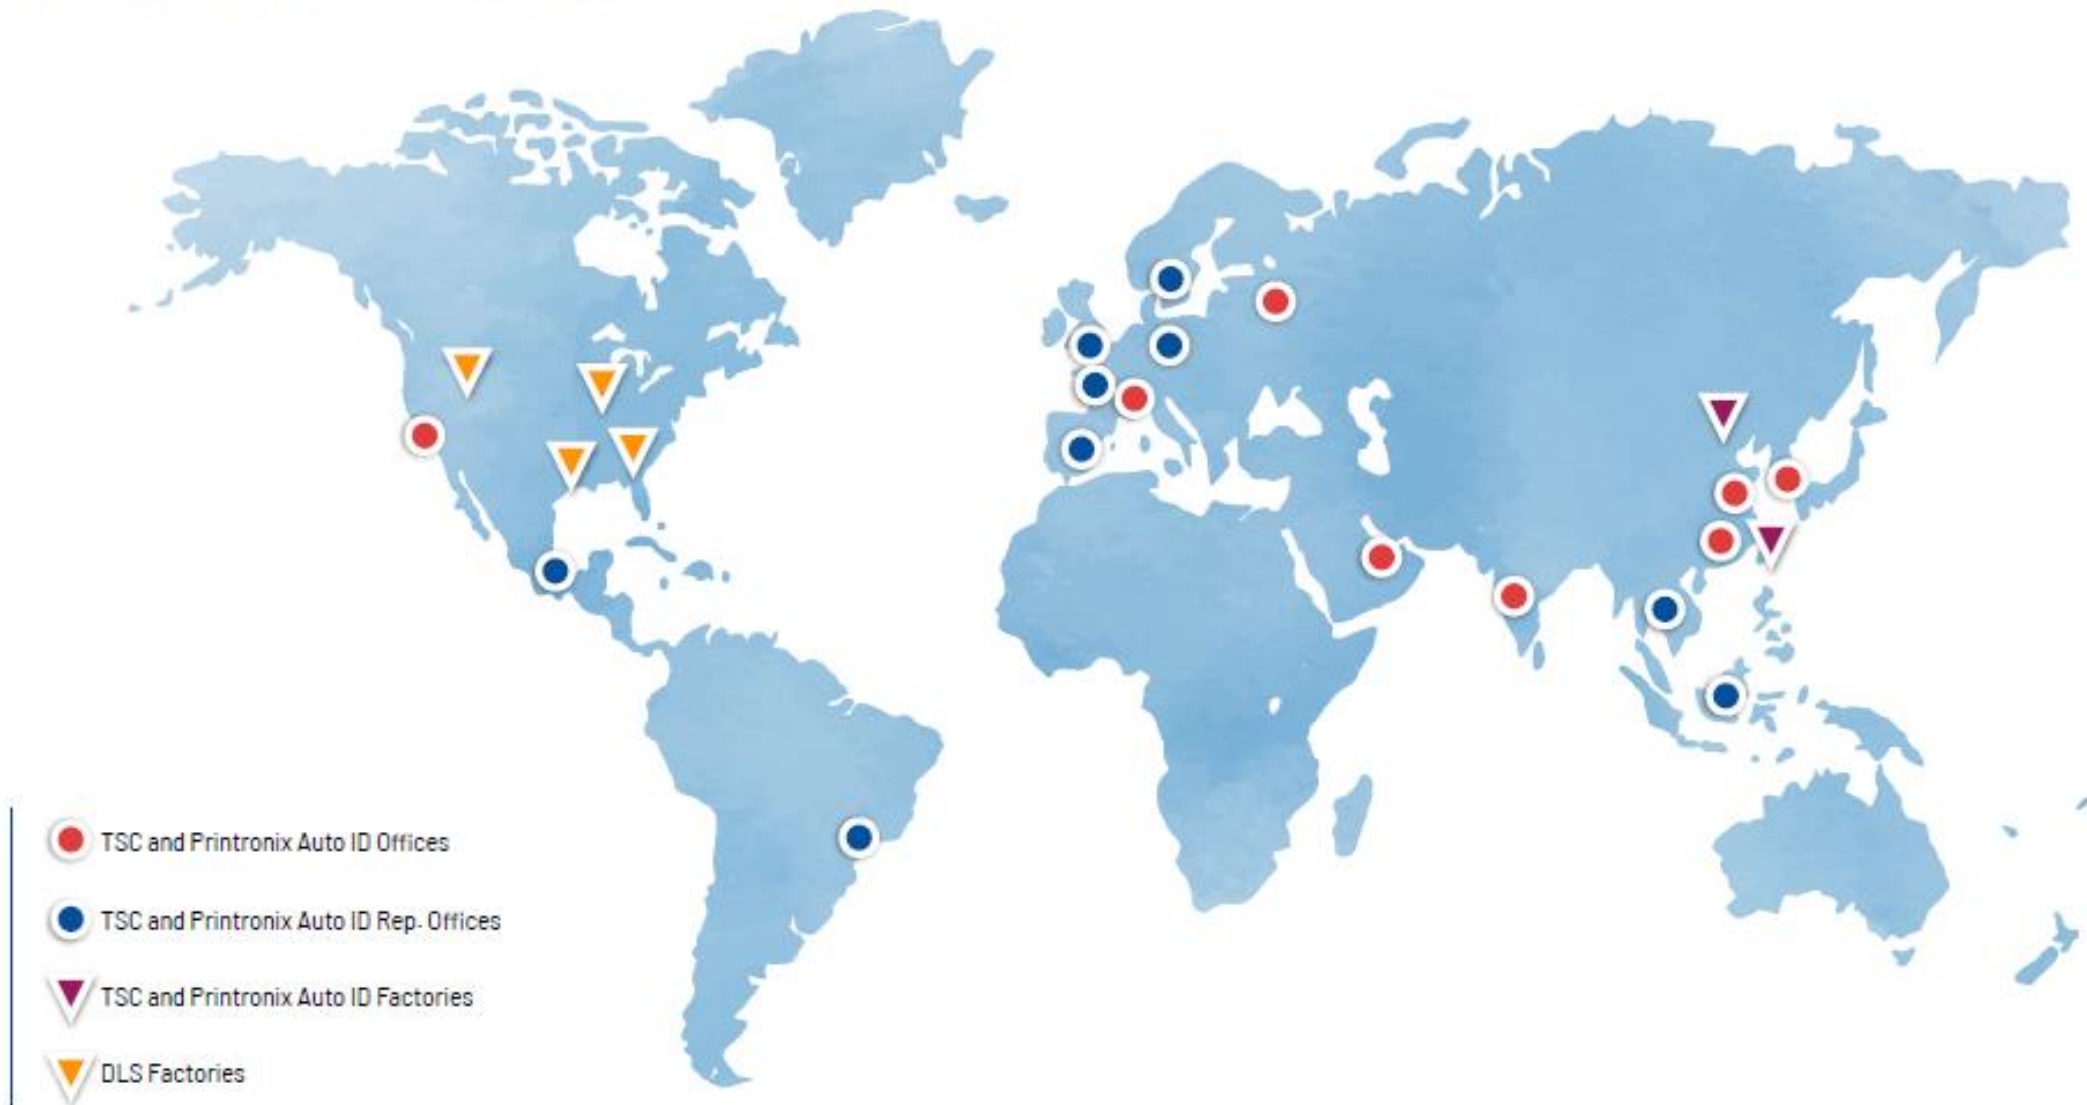 TSC and Printronix Auto ID Offices
TSC and Printronix Auto ID Rep. Offices
TSC and Printronix Auto ID Factories
DLS Factories